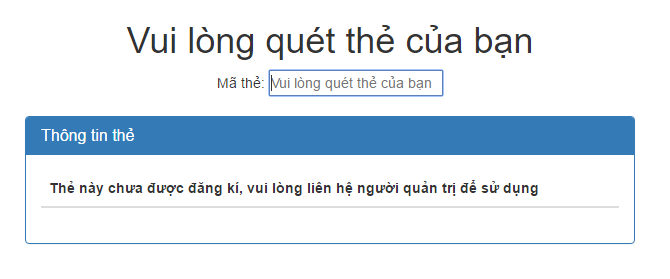 Vui lòng quét thẻ của bạn
Mã thẻ: Vui lòng quét thẻ của bạn
Thông tin thẻ
Thẻ này chưa được đăng kí, vui lòng liên hệ người quản trị để sử dụng